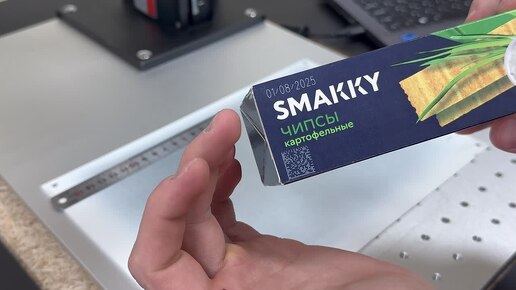 01/08/2025
SMAKKY
ЧИПСЫ
картофельные